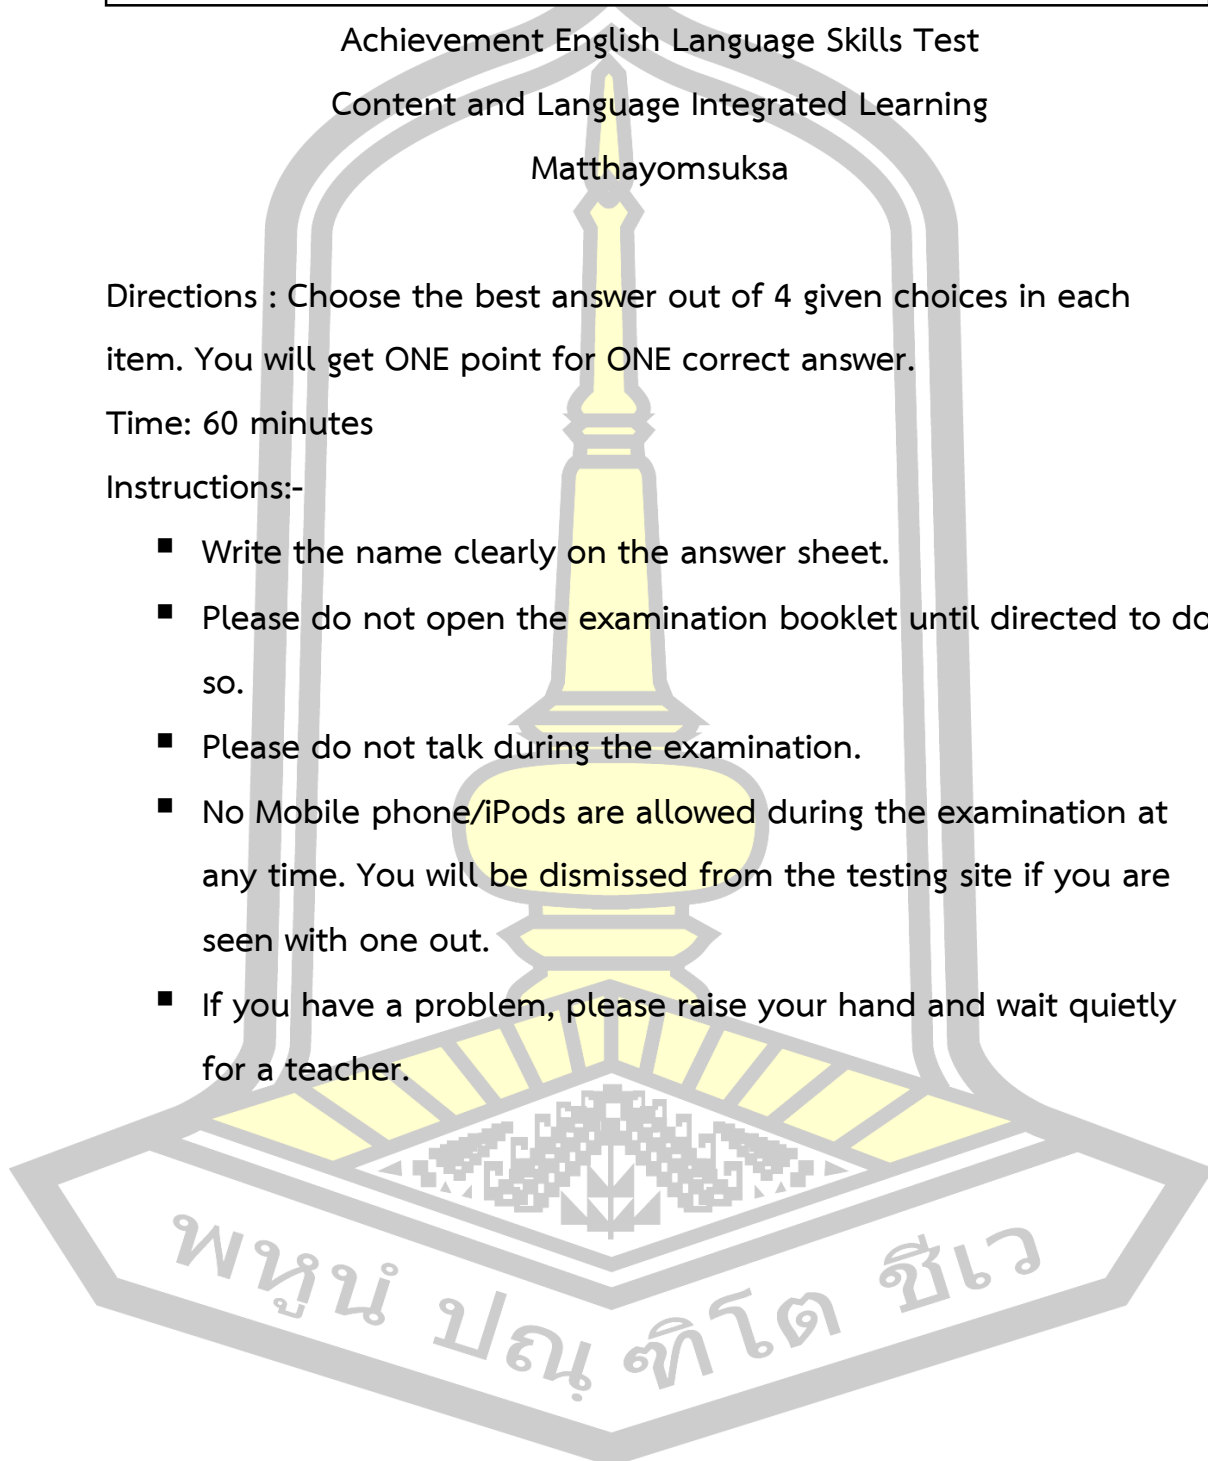 Achievement English Language Skills Test
Content and Language Integrated Learning
Matthayomsuksa
Directions : Choose the best answer out of 4 given choices in each
item. You will get ONE point for ONE correct answer.
Time: 60 minutes
Instructions:-
▪ Write the name clearly on the answer sheet.
▪ Please do not open the examination booklet until directed to do
so.
▪ Please do not talk during the examination.
▪ No Mobile phone/iPods are allowed during the examination at
any time. You will be dismissed from the testing site if you are
seen with one out.
▪ If you have a problem, please raise your hand and wait quietly
for a teacher.
พหูนํ ปณฺฑิโต ชีเว